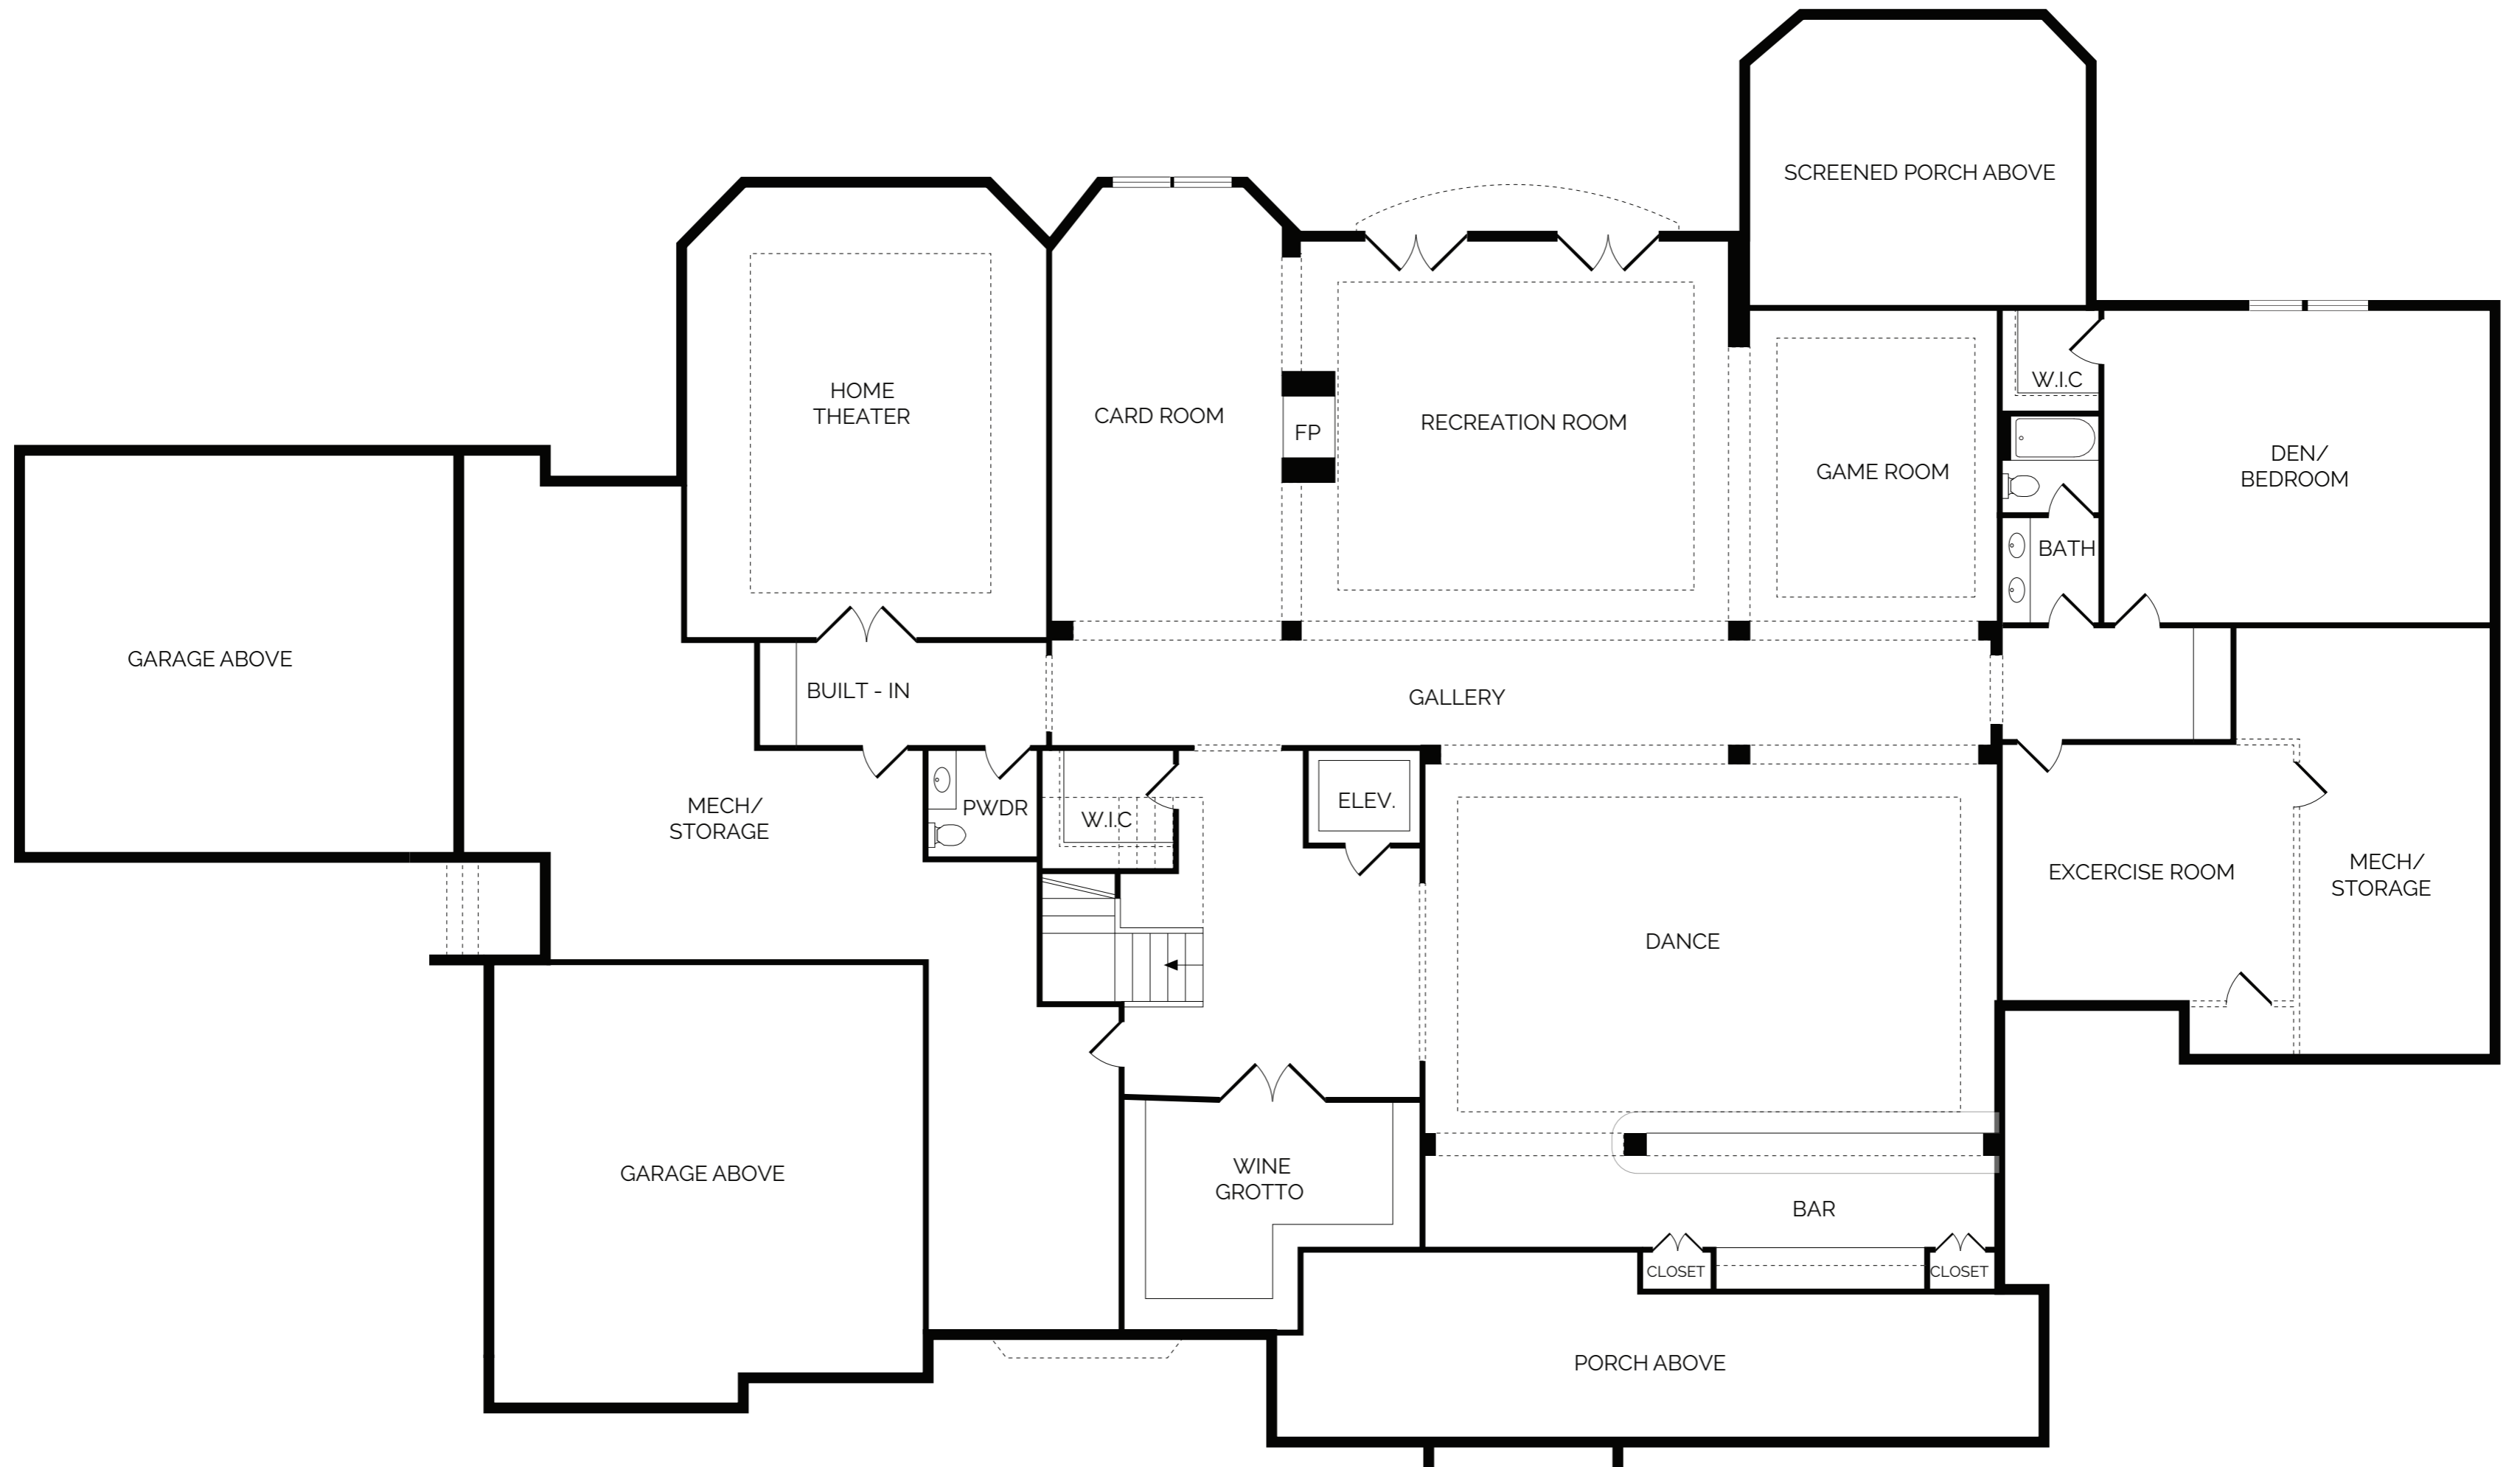 SCREENED PORCH ABOVE
HOME
THEATER
CARD ROOM
FP
RECREATION ROOM
GAME ROOM
W.I.C
BATH
DEN/
BEDROOM
GARAGE ABOVE
BUILT - IN
GALLERY
MECH/
STORAGE
PWDR
W.I.C
ELEV.
DANCE
EXCERCISE ROOM
MECH/
STORAGE
GARAGE ABOVE
WINE
GROTTO
BAR
CLOSET
CLOSET
PORCH ABOVE